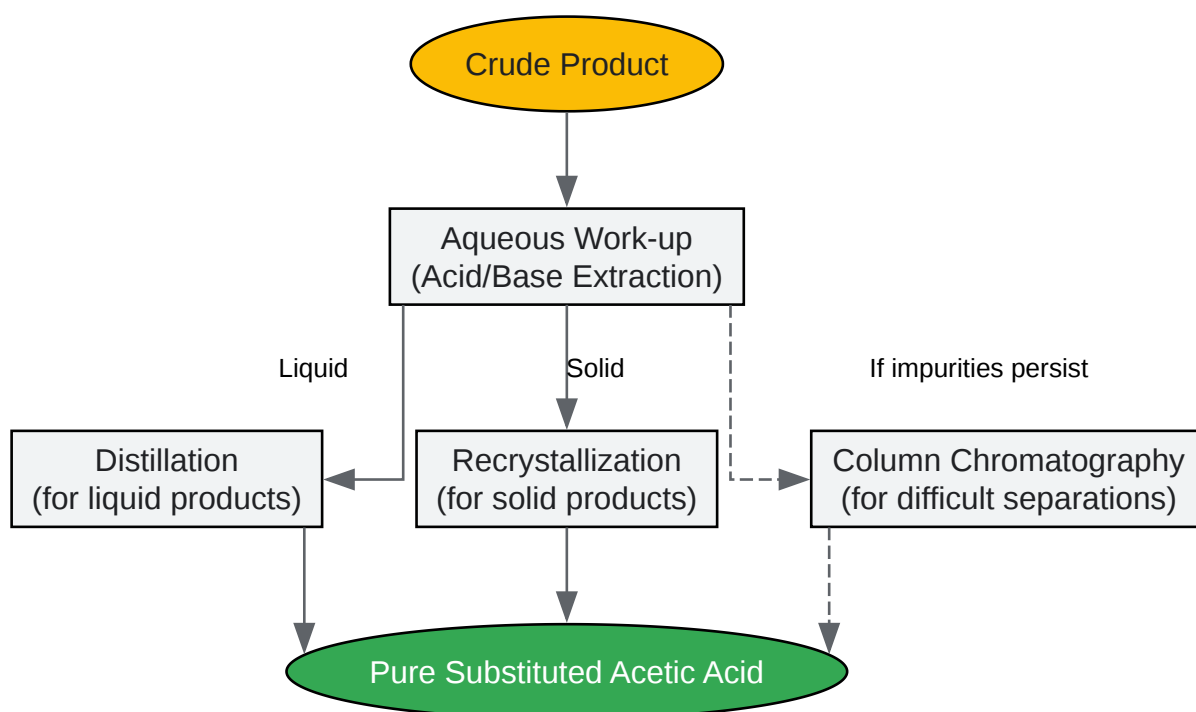 Crude Product
Aqueous Work-up
(Acid/Base Extraction)
Liquid
Solid
If impurities persist
Distillation
(for liquid products)
Recrystallization
(for solid products)
Column Chromatography
(for difficult separations)
Pure Substituted Acetic Acid